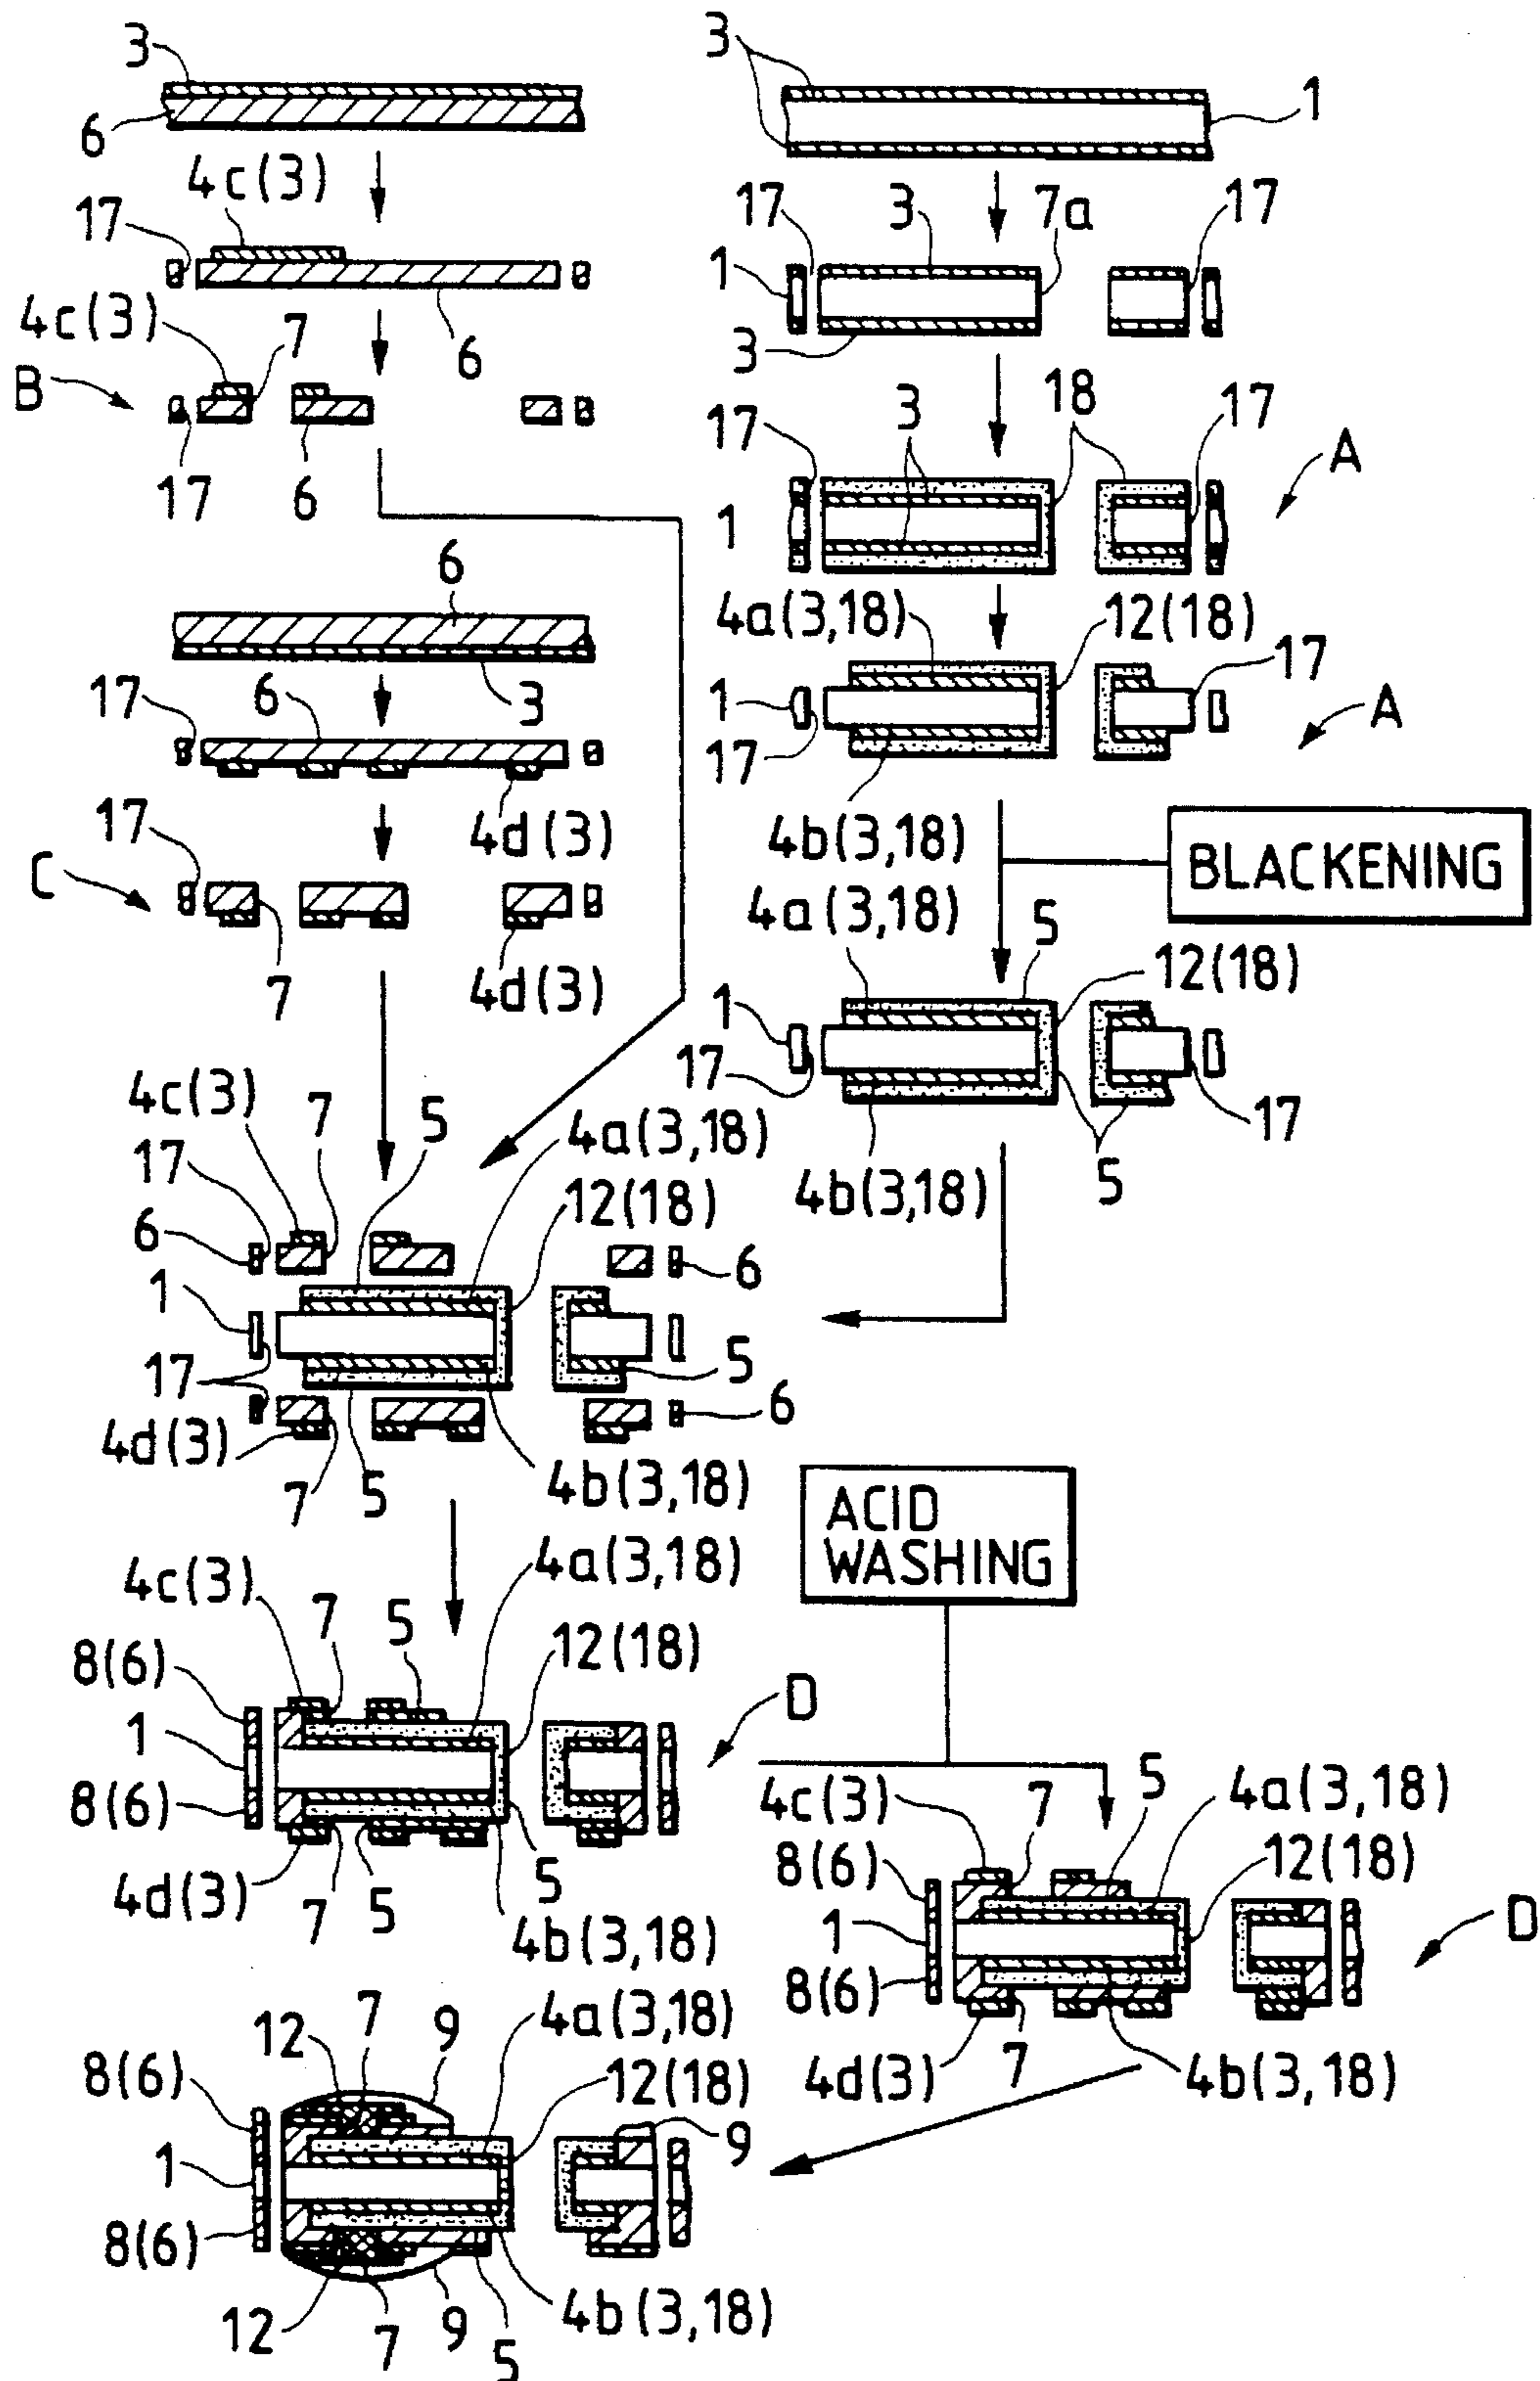 3
6
4c(3)
17
6
4c(3)
7
B
17
6
3
1
17
3
7a
17
1
3
17
3
18
17
A
1
4a(3,18)
12(18)
17
1
17
A
4b(3,18)
BLACKENING
4a(3,18)
5
12(18)
1
17
17
4b(3,18)
5
6
3
17
6
4d(3)
17
C
7
4d(3)
4c(3)
7
5
4a(3,18)
17
12(18)
6
6
1
17
5
6
4d(3)
7
5
4b(3,18)
ACID
WASHING
4c(3)
7
5
4a(3,18)
12(18)
8(6)
D
1
8(6)
4d(3)
7
5
5
4b(3,18)
4c(3)
7
5
4a(3,18)
12(18)
8(6)
1
D
8(6)
4d(3)
7
4b(3,18)
12
7
9
4a(3,18)
12(18)
8(6)
9
1
8(6)
12
7
9
5
4b(3,18)